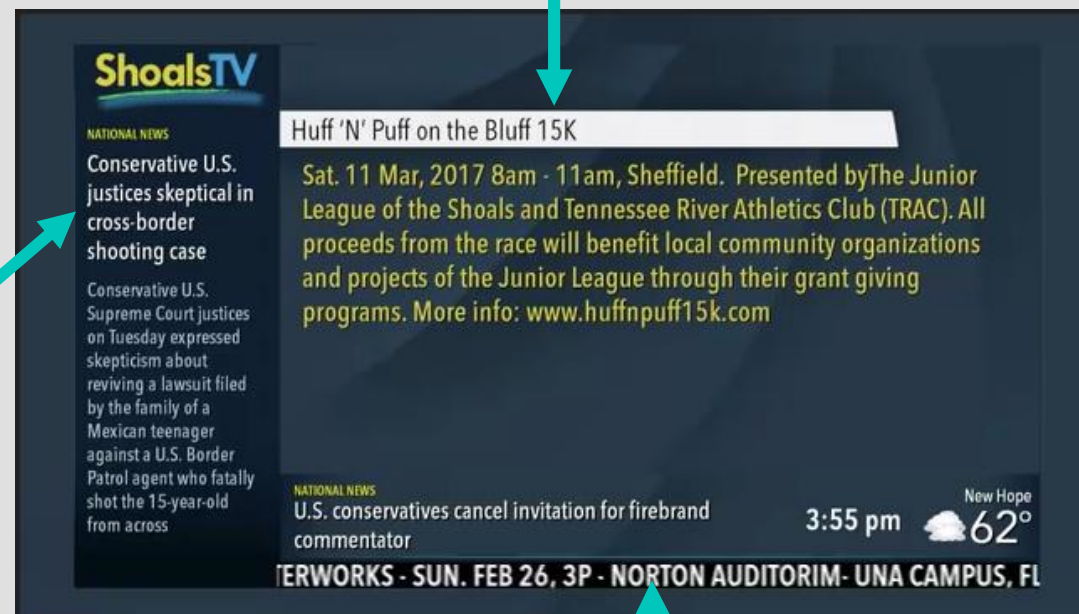 ShoalsTV
NATIONAL NEWS
Conservative U.S.
justices skeptical in
cross-border
shooting case
Conservative U.S.
Supreme Court justices
on Tuesday expressed
skepticism about
reviving a lawsuit filed
by the family of a
Mexican teenager
against a U.S. Border
Patrol agent who fatally
shot the 15-year-old
from across
Huff 'N' Puff on the Bluff 15K
Sat. 11 Mar, 2017 8am - 11am, Sheffield. Presented byThe Junior
League of the Shoals and Tennessee River Athletics Club (TRAC). All
proceeds from the race will benefit local community organizations
and projects of the Junior League through their grant giving
programs. More info: www.huffnpuff15k.com
NATIONAL NEWS
U.S. conservatives cancel invitation for firebrand
commentator
3:55 pm
New Hope
62°
TERWORKS - SUN. FEB 26, 3P - NORTON AUDITORIM- UNA CAMPUS, FL